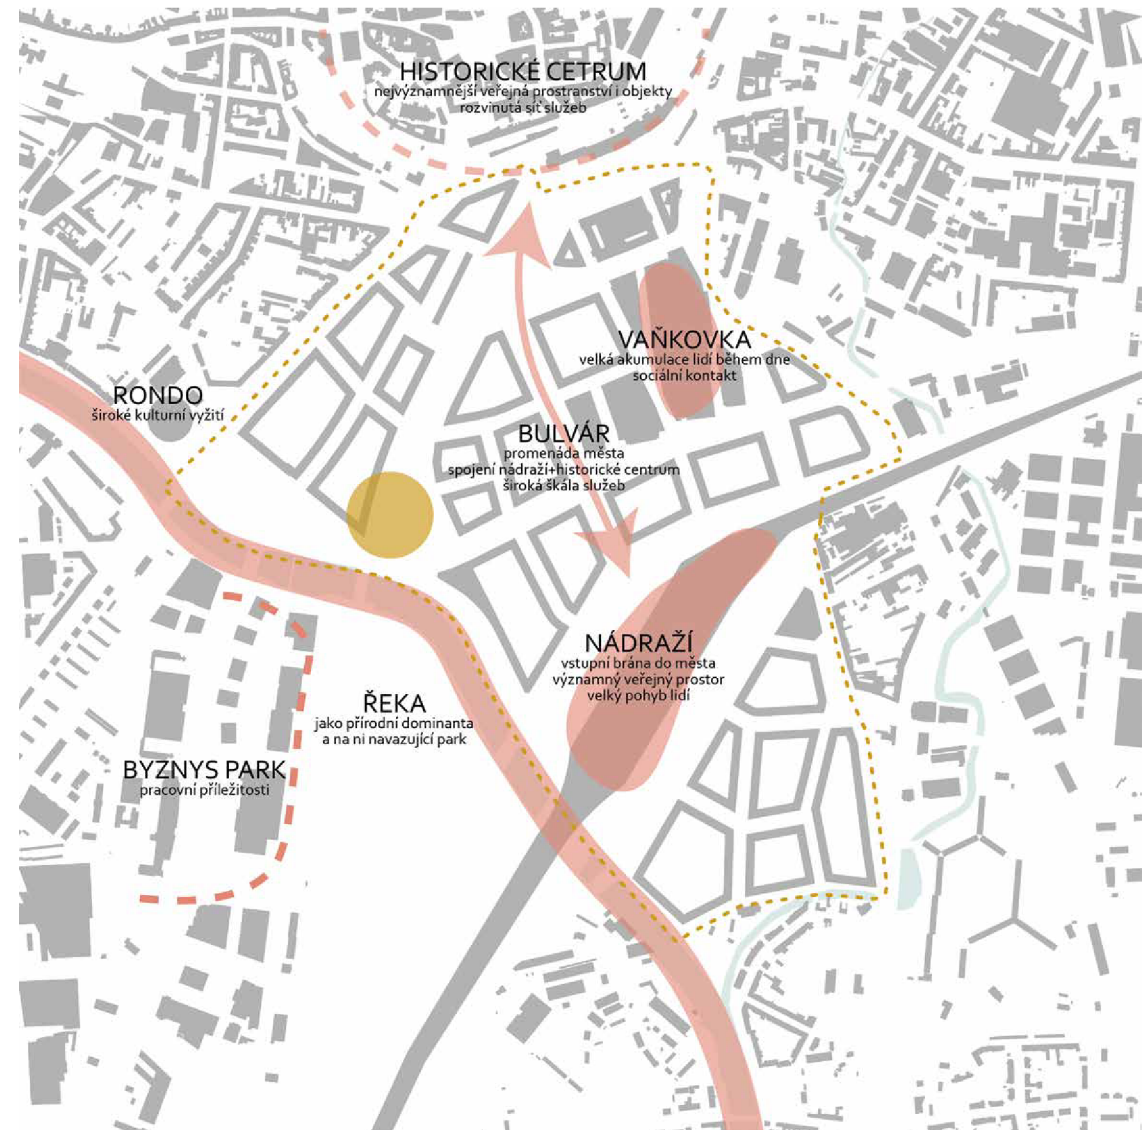 HISTORICKÉ CETRUM
nejvýznamnější veřejná prostranství i objekty
rozvinutá síť služeb
VAŇKOVKA
velká akumulace lidí během dne
sociální kontakt
RONDO
široké kulturní vyžití
BULVÁR
promenáda města
spojení nádraží+historické centrum
široká škála služeb
NÁDRAŽÍ
vstupní brána do města
významný veřejný prostor
velký pohyb lidí
ŘEKA
jako přírodní dominanta
a na ni navazující park
BYZNYS PARK
pracovní příležitosti